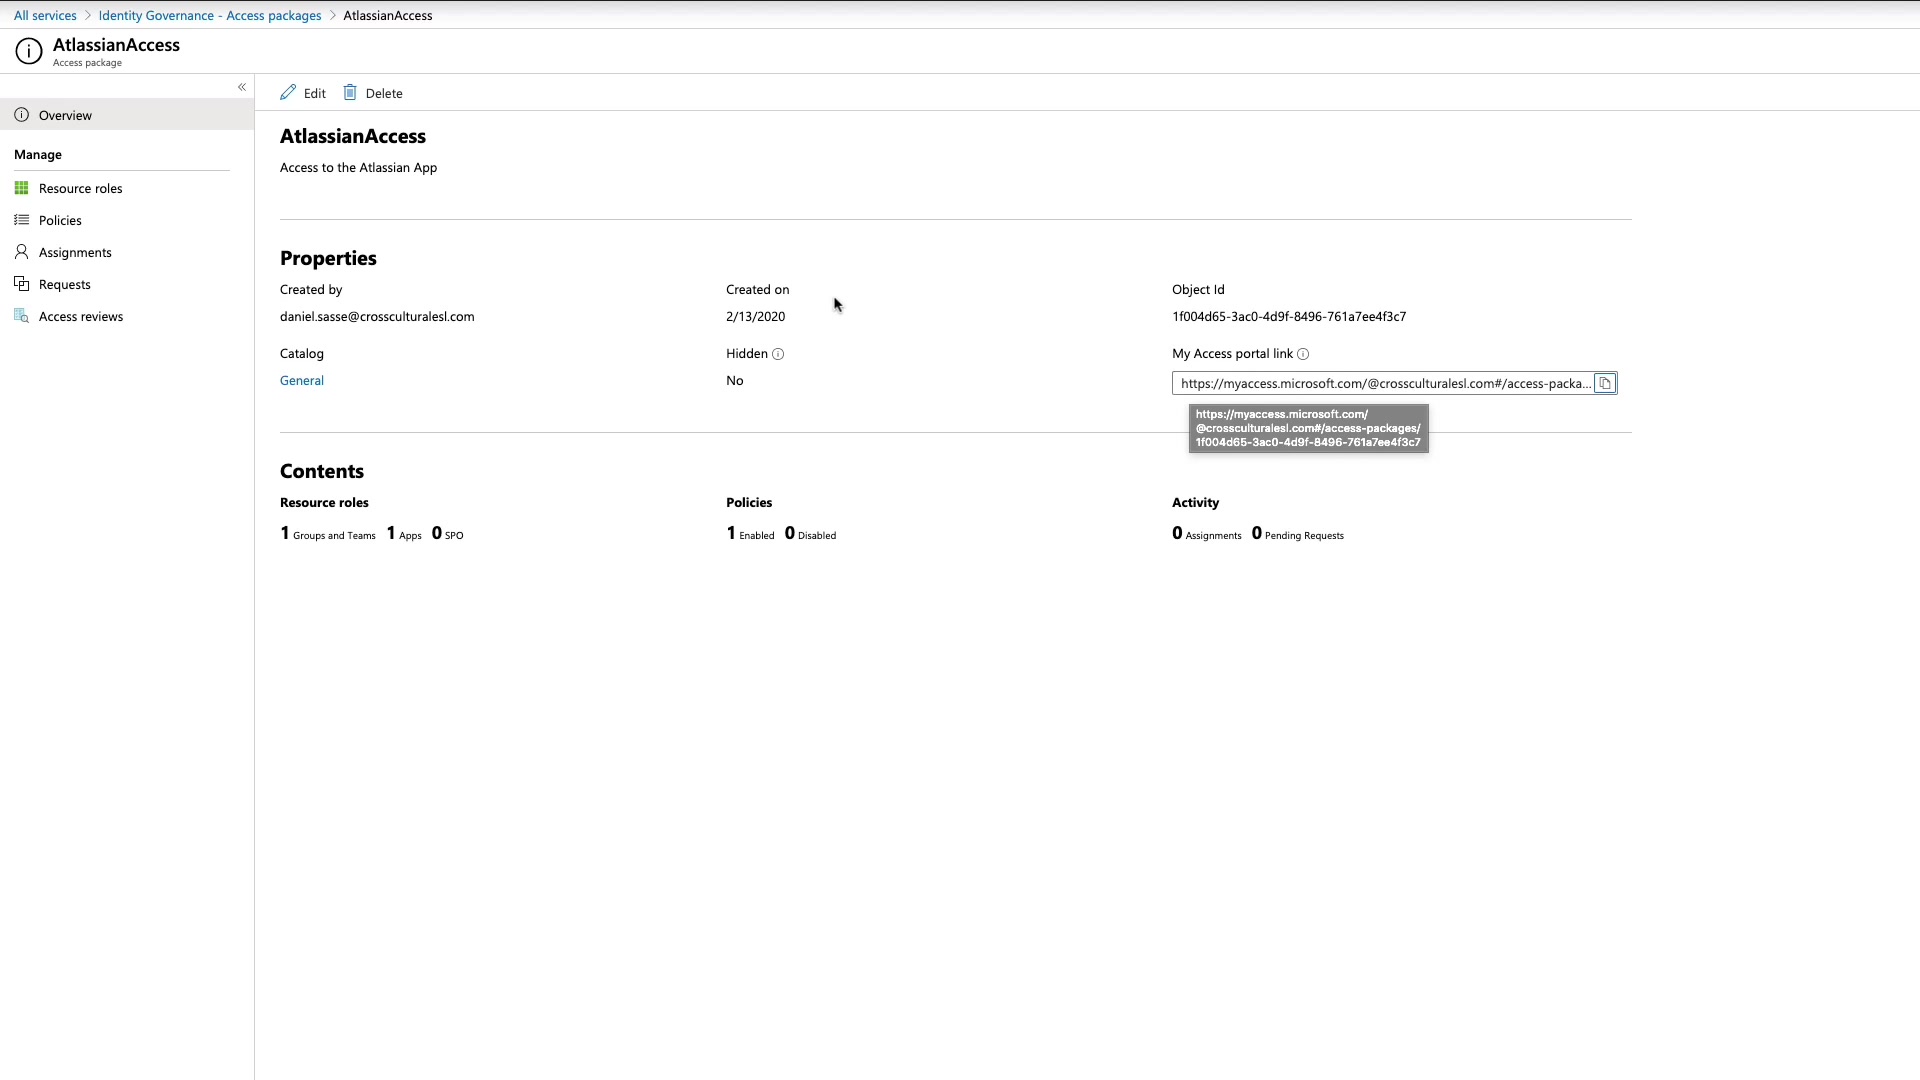 All services > Identity Governance - Access packages > AtlassianAccess
AtlassianAccess
Access package
«
Edit
Delete
Overview
Manage
Resource roles
Policies
Assignments
Requests
Access reviews
AtlassianAccess
Access to the Atlassian App
Properties
Created by
daniel.sasse@crossculturalesl.com
Created on
2/13/2020
Object Id
1f004d65-3ac0-4d9f-8496-761a7ee4f3c7
Catalog
General
Hidden
No
My Access portal link
https://myaccess.microsoft.com/@crossculturalesl.com#/access-packa...
https://myaccess.microsoft.com/
@crossculturalesl.com#/access-packages/
1f004d65-3ac0-4d9f-8496-761a7ee4f3c7
Contents
Resource roles
1 Groups and Teams 1 Apps 0 SPO
Policies
1 Enabled 0 Disabled
Activity
0 Assignments 0 Pending Requests